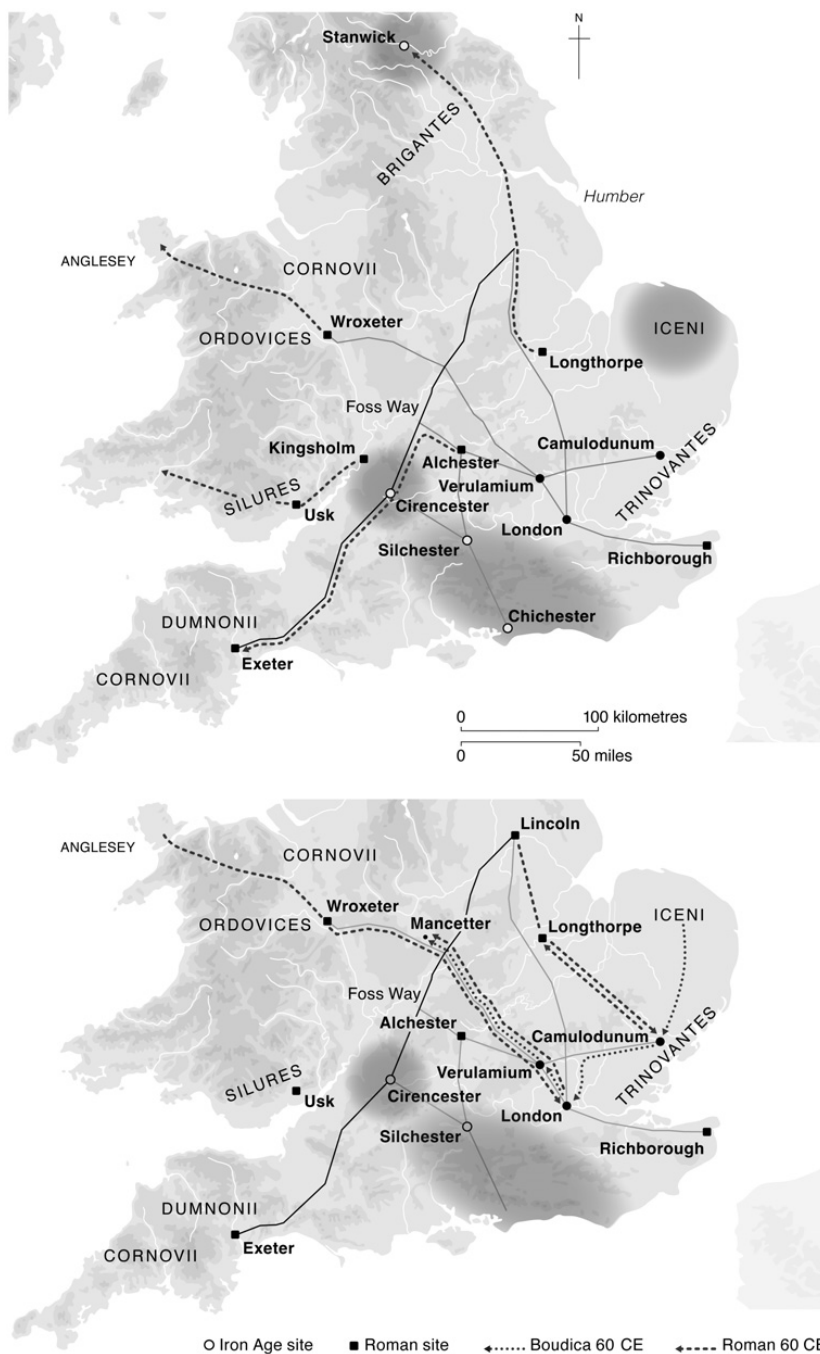 N
Stanwick
BRIGANTES
Humber
ANGLESEY
CORNOVII
ICENI
Wroxeter
ORDOVICES
Longthorpe
Foss Way
Camulodunum
Kingsholm
Alchester
TRINOVANTES
Verulamium
SILURES
Usk
Cirencester
London
Silchester
Richborough
DUMNONII
Chichester
Exeter
CORNOVII
0 100 kilometres
0 50 miles
Lincoln
ANGLESEY
CORNOVII
Wroxeter
ICENI
ORDOVICES
Mancetter
Longthorpe
Foss Way
Alchester
Camulodunum
TRINOVANTES
Verulamium
SILURES
Usk
Cirencester
London
Silchester
Richborough
DUMNONII
Exeter
CORNOVII
Iron Age site Roman site Boudica 60 CE Roman 60 CE